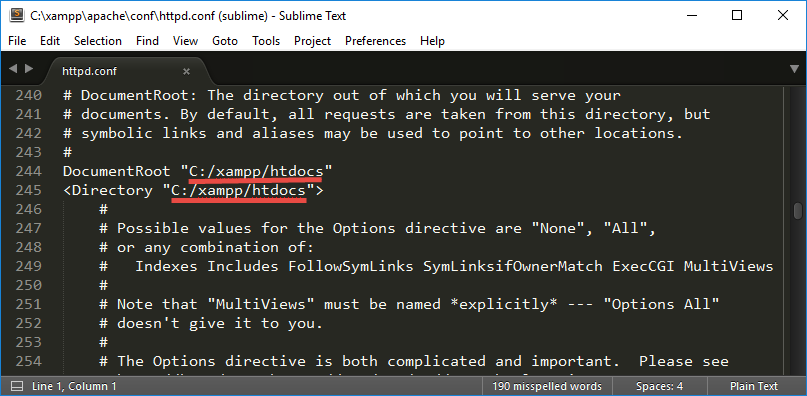 C:\xampp\apache\conf\httpd.conf (sublime) - Sublime Text
File Edit Selection Find View Goto Tools Project Preferences Help
httpd.conf ×
240 # DocumentRoot: The directory out of which you will serve your
241 # documents. By default, all requests are taken from this directory, but
242 # symbolic links and aliases may be used to point to other locations.
243 #
244 DocumentRoot "C:/xampp/htdocs"
245 <Directory "C:/xampp/htdocs">
246 #
247 # Possible values for the Options directive are "None", "All",
248 # or any combination of:
249 #   Indexes Includes FollowSymLinks SymLinksifOwnerMatch ExecCGI MultiViews
250 #
251 # Note that "MultiViews" must be named *explicitly* --- "Options All"
252 # doesn't give it to you.
253 #
254 # The Options directive is both complicated and important.  Please see
Line 1, Column 1 190 misspelled words Spaces: 4 Plain Text